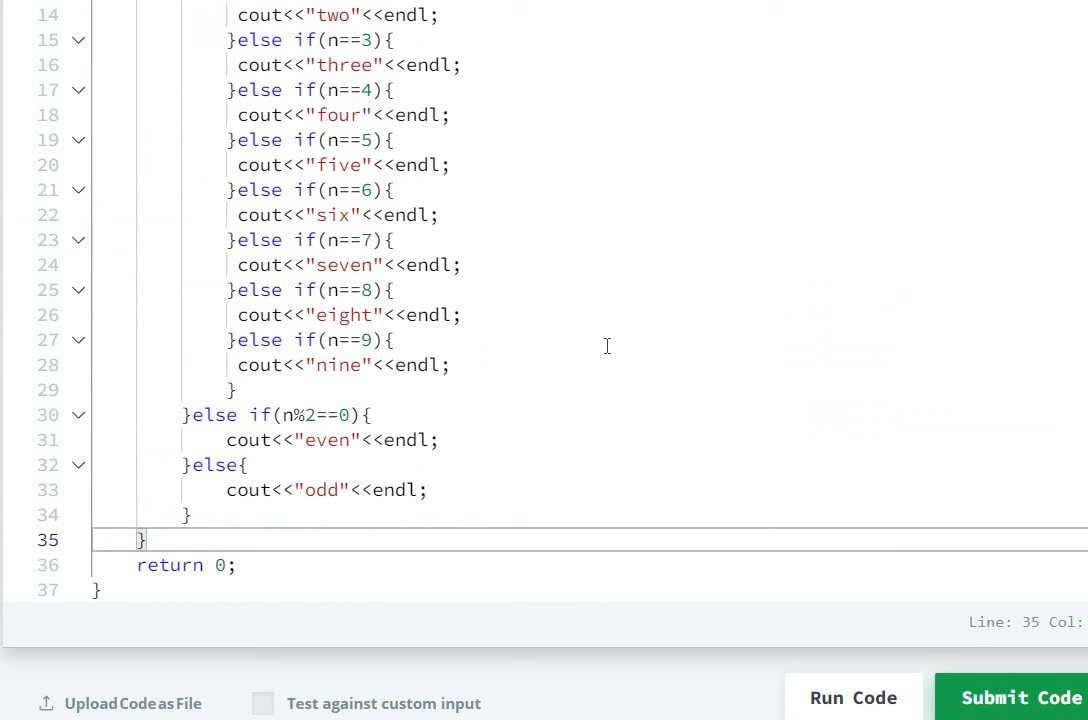 14 cout<<"two"<<endl;
15 }else if(n==3){
16 cout<<"three"<<endl;
17 }else if(n==4){
18 cout<<"four"<<endl;
19 }else if(n==5){
20 cout<<"five"<<endl;
21 }else if(n==6){
22 cout<<"six"<<endl;
23 }else if(n==7){
24 cout<<"seven"<<endl;
25 }else if(n==8){
26 cout<<"eight"<<endl;
27 }else if(n==9){
28 cout<<"nine"<<endl;
29 }
30 }else if(n%2==0){
31 cout<<"even"<<endl;
32 }else{
33 cout<<"odd"<<endl;
34 }
35 }
36 return 0;
37 }
Line: 35 Col:
Upload Code as File Test against custom input Run Code Submit Code